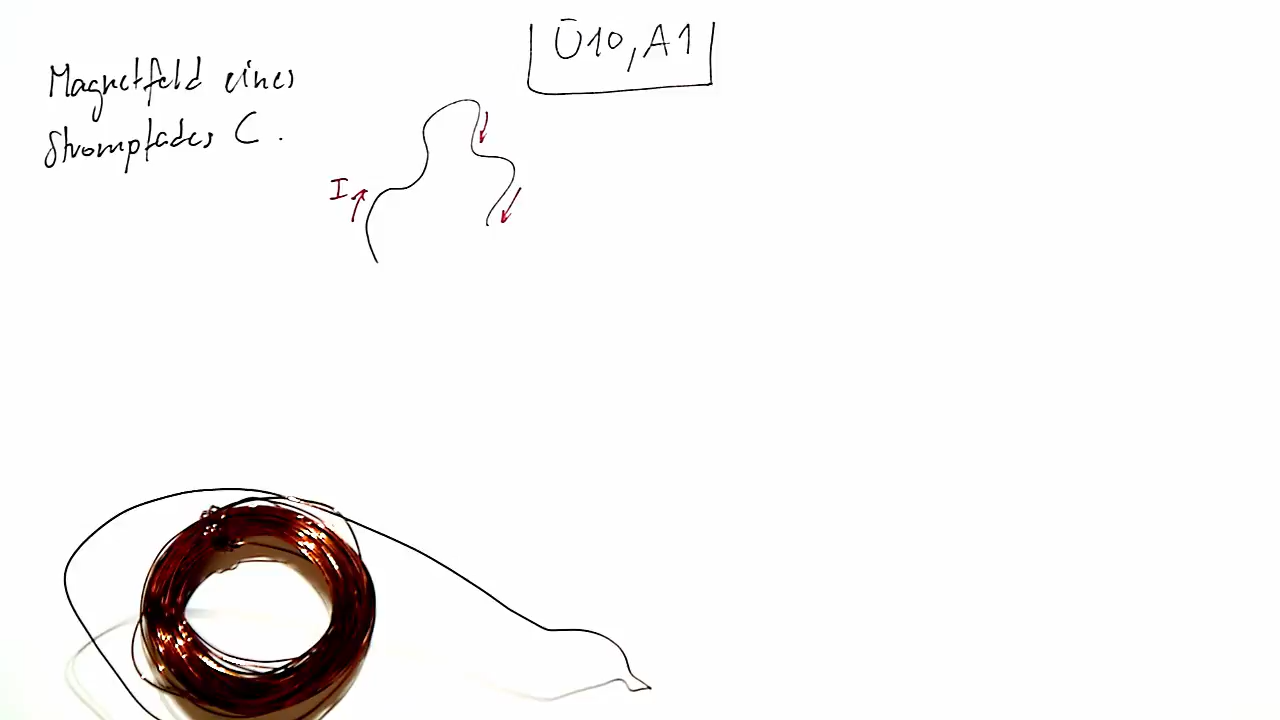 Ü10, A1
Magnetfeld eines
Strompfades C.
I